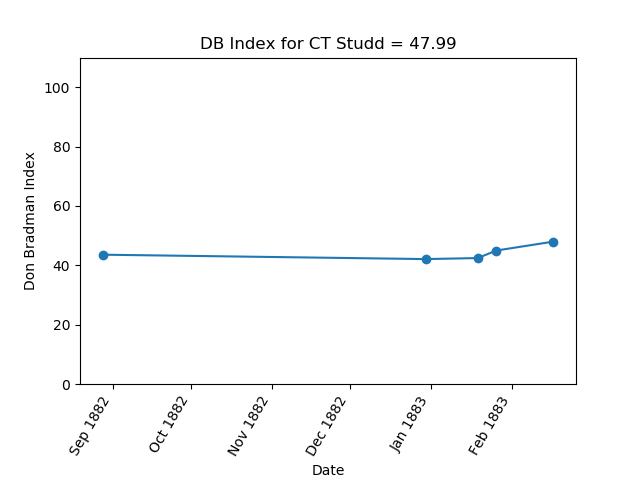 DB Index for CT Studd = 47.99
100
80
60
40
20
0
Don Bradman Index
Sep 1882
Oct 1882
Nov 1882
Dec 1882
Jan 1883
Feb 1883
Date